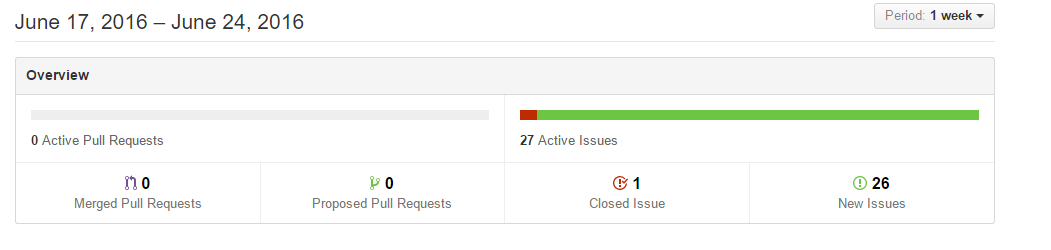 June 17, 2016 – June 24, 2016
Period: 1 week
Overview
0 Active Pull Requests
27 Active Issues
0
Merged Pull Requests
0
Proposed Pull Requests
1
Closed Issue
26
New Issues